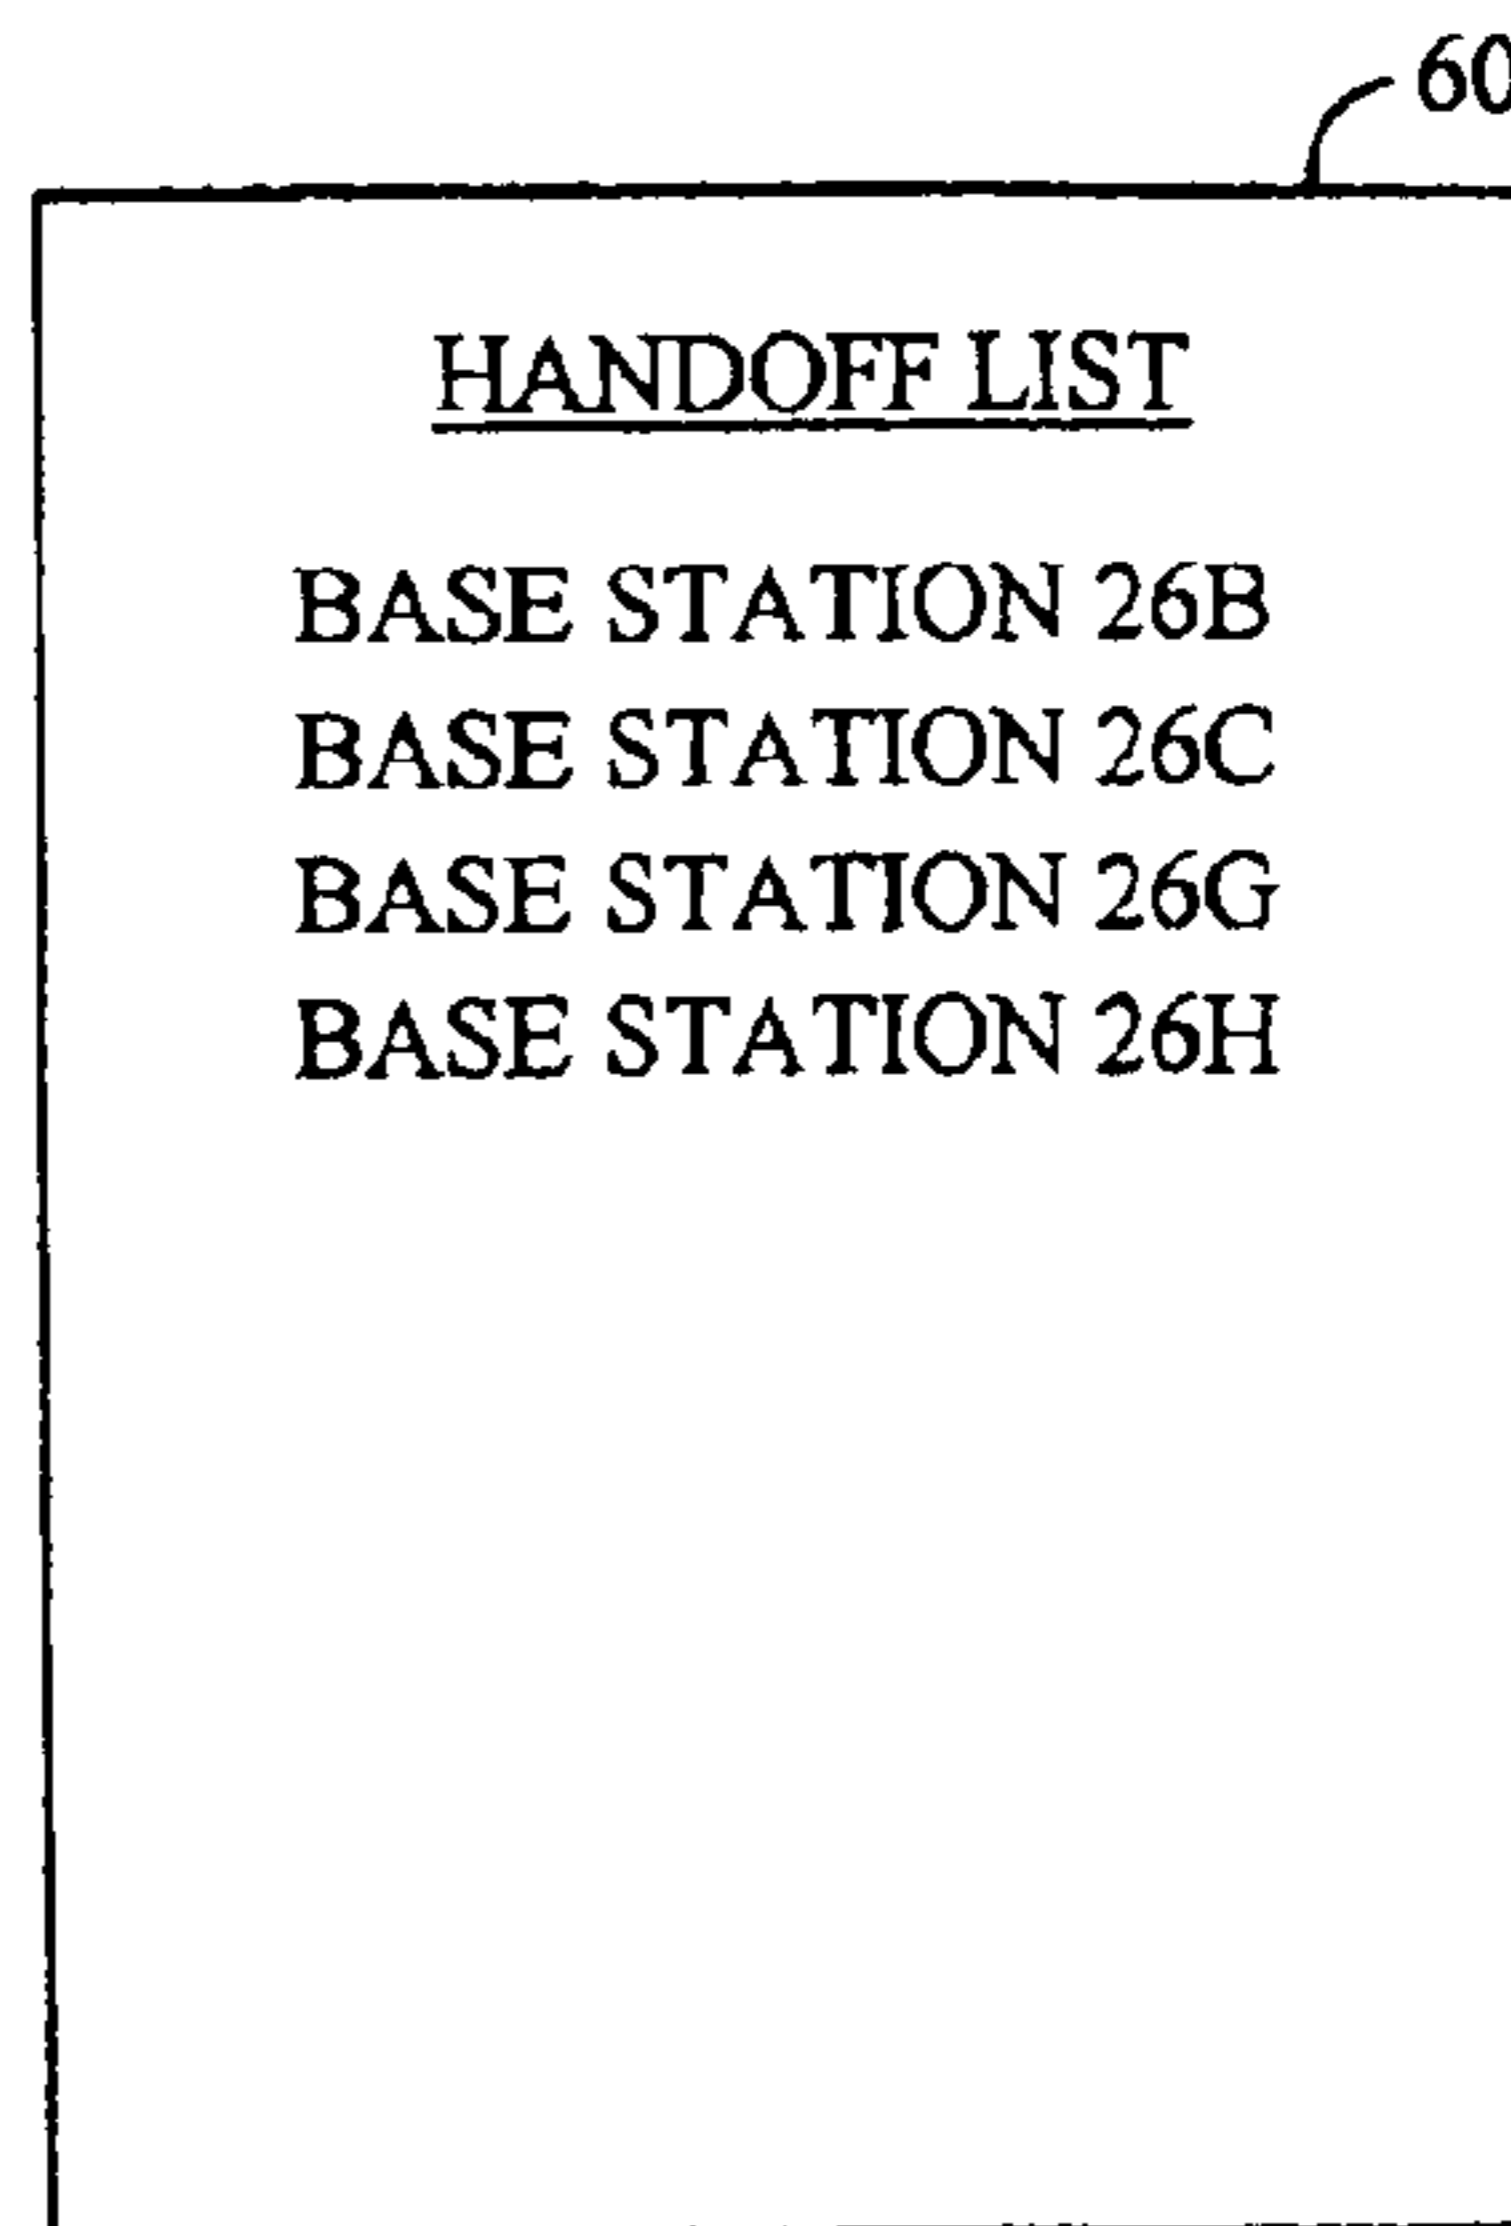 60
HANDOFF LIST
BASE STATION 26B
BASE STATION 26C
BASE STATION 26G
BASE STATION 26H